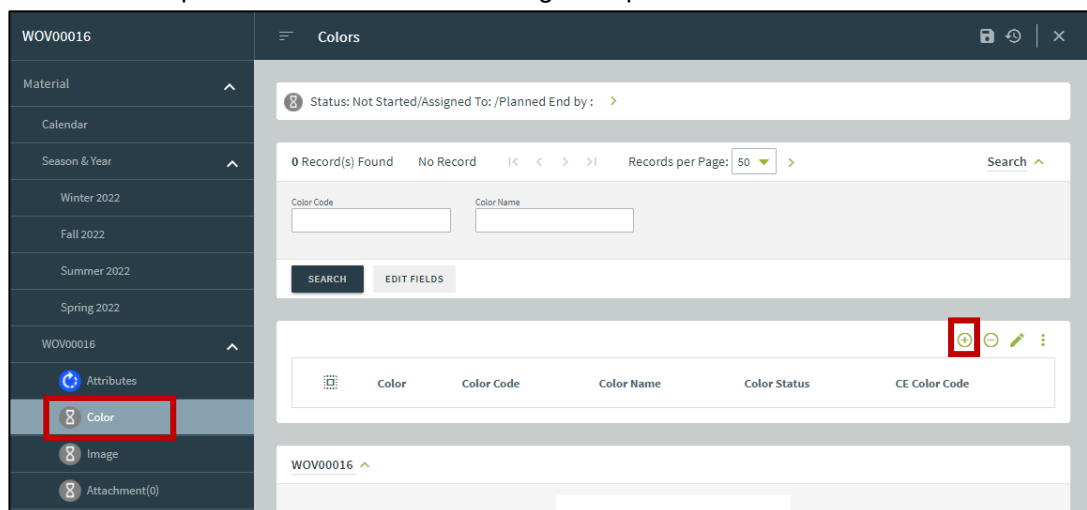 WOV00016
Colors
Material
Calendar
Season & Year
Winter 2022
Fall 2022
Summer 2022
Spring 2022
WOV00016
Attributes
Color
Image
Attachment(0)
Status: Not Started/Assigned To: /Planned End by :
0 Record(s) Found No Record Records per Page: 50 Search
Color Code Color Name
SEARCH EDIT FIELDS
Color Color Code Color Name Color Status CE Color Code
WOV00016